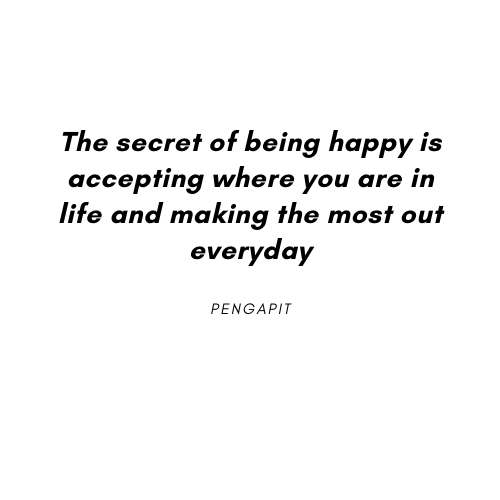 The secret of being happy is
accepting where you are in
life and making the most out
everyday
PENGAPIT